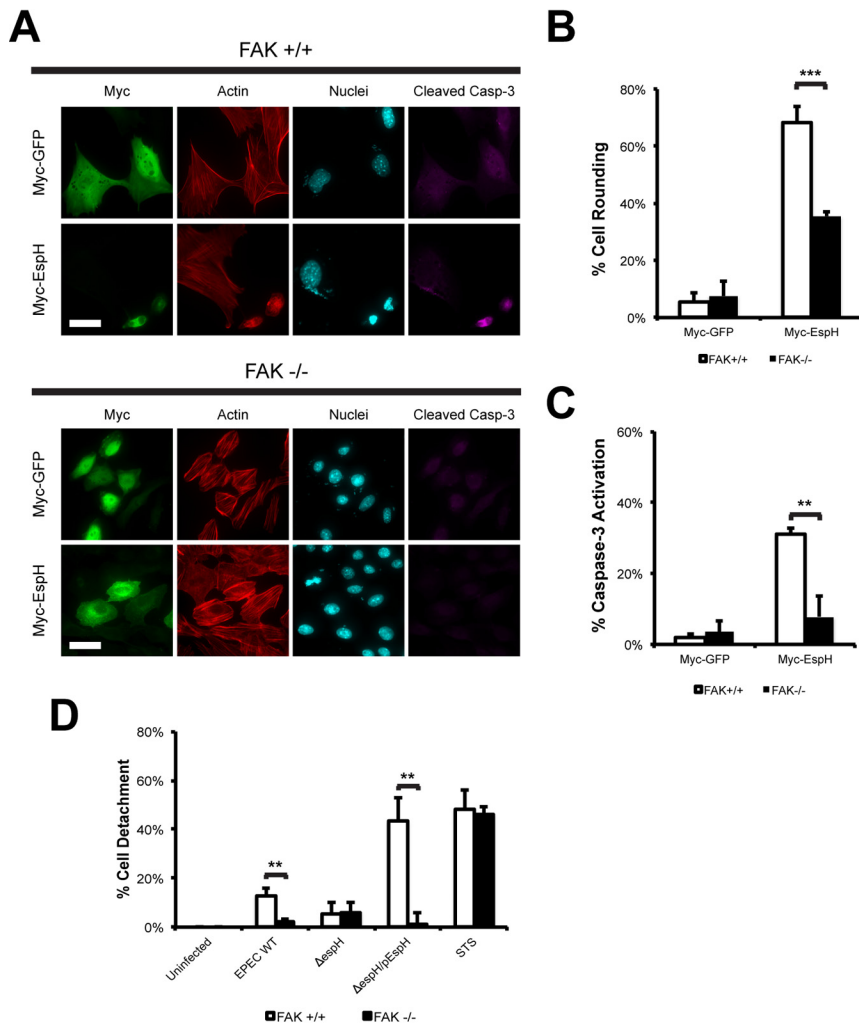 A
FAK +/+
Myc
Actin
Nuclei
Cleaved Casp-3
Myc-GFP
Myc-EspH
FAK -/-
Myc
Actin
Nuclei
Cleaved Casp-3
Myc-GFP
Myc-EspH
B
% Cell Rounding
80%
60%
40%
20%
0%
***
Myc-GFP
Myc-EspH
FAK+/+
FAK-/-
C
% Caspase-3 Activation
60%
40%
20%
0%
**
Myc-GFP
Myc-EspH
FAK+/+
FAK-/-
D
% Cell Detachment
80%
60%
40%
20%
0%
**
**
Uninfected
EPEC WT
ΔespH
ΔespH/pEspH
STS
FAK +/+
FAK -/-